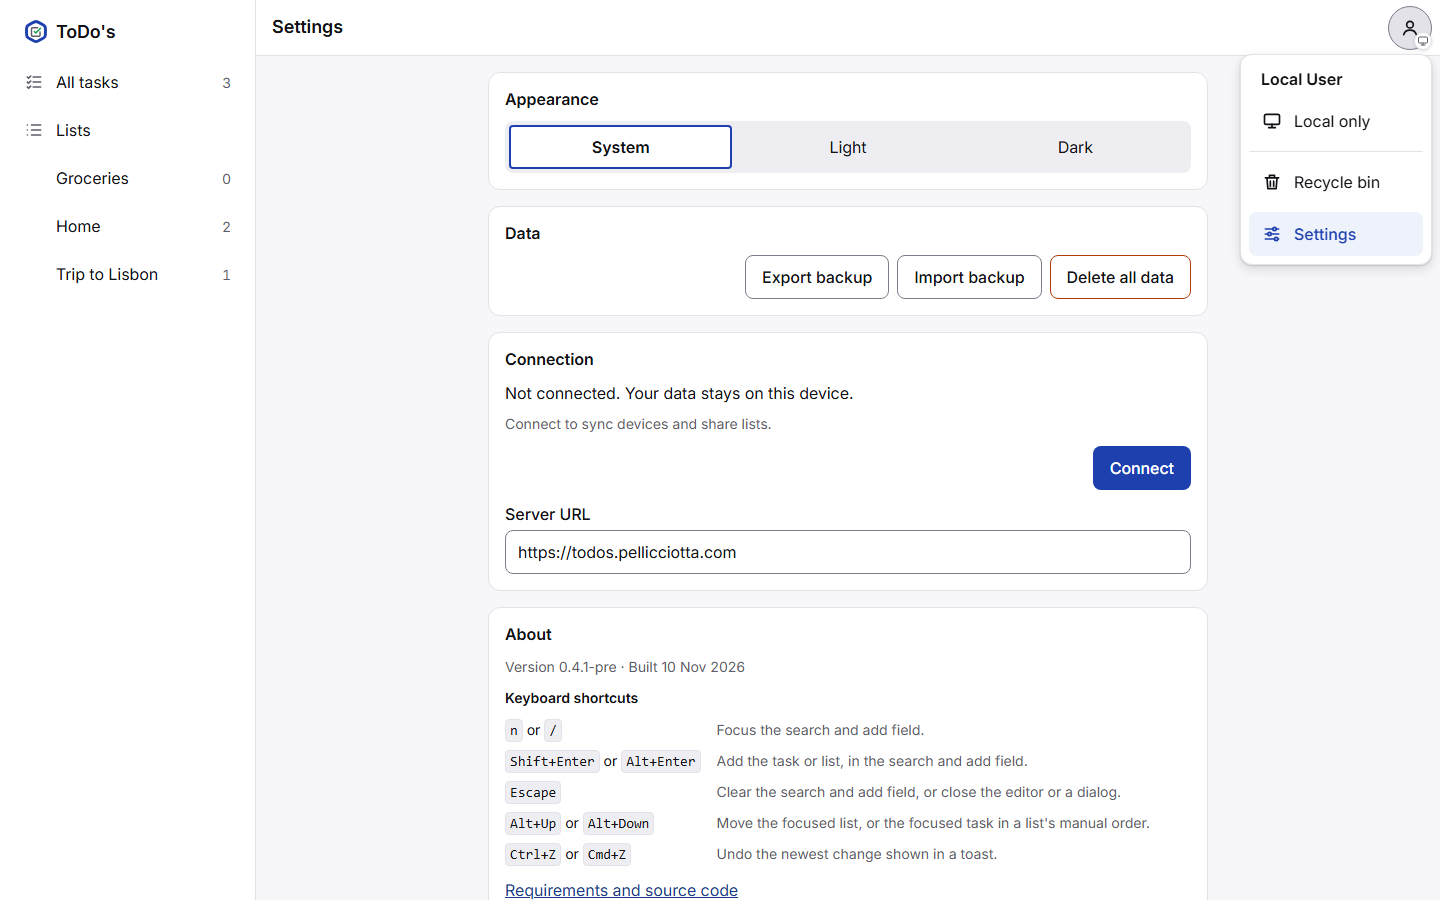 ToDo's
All tasks 3
Lists
Groceries 0
Home 2
Trip to Lisbon 1
Settings
Local User
Local only
Recycle bin
Settings
Appearance
System Light Dark
Data
Export backup Import backup Delete all data
Connection
Not connected. Your data stays on this device.
Connect to sync devices and share lists.
Connect
Server URL
https://todos.pellicciotta.com
About
Version 0.4.1-pre · Built 10 Nov 2026
Keyboard shortcuts
n or / Focus the search and add field.
Shift+Enter or Alt+Enter Add the task or list, in the search and add field.
Escape Clear the search and add field, or close the editor or a dialog.
Alt+Up or Alt+Down Move the focused list, or the focused task in a list's manual order.
Ctrl+Z or Cmd+Z Undo the newest change shown in a toast.
Requirements and source code